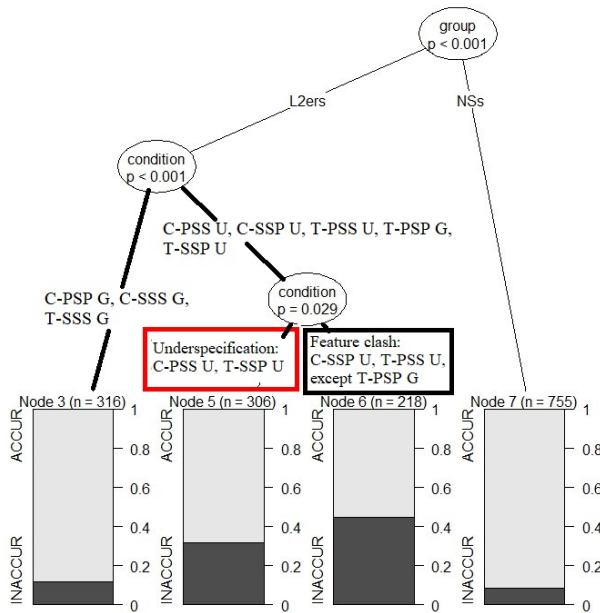 group
p < 0.001
L2ers
NSs
condition
p < 0.001
C-PSS U, C-SSP U, T-PSS U, T-PSP G,
T-SSP U
C-PSP G, C-SSS G,
T-SSS G
condition
p = 0.029
Underspecification:
C-PSS U, T-SSP U
Feature clash:
C-SSP U, T-PSS U,
except T-PSP G
Node 3 (n = 316)
ACCUR
INACCUR
1
0.8
0.6
0.4
0.2
0
Node 5 (n = 306)
ACCUR
INACCUR
1
0.8
0.6
0.4
0.2
0
Node 6 (n = 218)
ACCUR
INACCUR
1
0.8
0.6
0.4
0.2
0
Node 7 (n = 755)
ACCUR
INACCUR
1
0.8
0.6
0.4
0.2
0